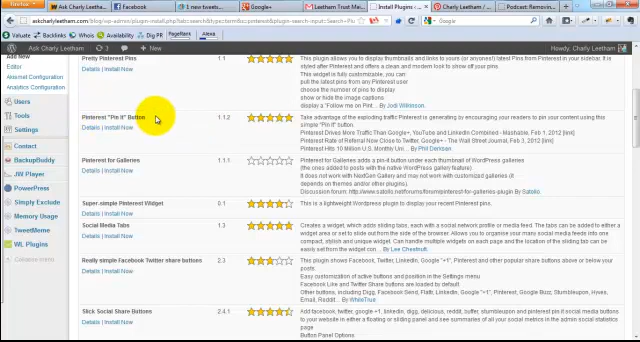 Firefox
Ask Charly Leetham
1 new tweets
Google+
Leetham Trust Mai
Install Plugins ‹
Charly Leetham (
Podcast: Removin
askcharlyleetham.com/blog/wp-admin/plugin-install.php
Google
Waluate
Backlinks
Whois
Availability
DIY
Traffic
PageRank
Alexa
Ask Charly Leetham
3
New
Howdy, Charly Leetham
Add New
Editor
Akismet Configuration
Analytics Configuration
Users
Tools
Settings
Contact
BackupBuddy
JW Player
PowerPress
Simply Exclude
Memory Usage
TweetMeme
WL Plugins
Collapse menu
Pretty Pinterest Pins
Details | Install Now
1.1
This plugin allows you to display thumbnails and links to yours (or anyones!) latest Pins from Pinterest in your sidebar. It is
styled after Pinterest and offers a clean and modern look to show off your pins.
This widget is fully customizable, you can:
pull the latest pins from any Pinterest user
choose the number of pins to display
show or hide the image captions
display a "Follow me on Pint... By Jodi Wilkinson.
Pinterest "Pin It" Button
Details | Install Now
1.1.2
Take advantage of the exploding traffic Pinterest is generating by encouraging your readers to pin your content using this
simple "Pin It" button.
Pinterest Drives More Traffic Than Google+, YouTube and LinkedIn Combined - Mashable, Feb 1, 2012 [link]
Pinterest Rate of Referral Now Close to Twitter, Google+ - The Wall Street Journal, Feb 3, 2012 [link]
Pinterest Hits 10 Million U.S. Monthly Uni... By Phil Derksen.
Pinterest for Galleries
Details | Install Now
1.1.1
Pinterest for Galleries adds a pin-it button under each thumbnail of WordPress galleries
(the ones added to posts with the native WordPress gallery feature).
It does not work with NextGen Gallery and may not work with customized galleries (it
depends on themes and/or other plugins).
Discussion forum: http://www.satollo.net/forums/forum/pinterest-for-galleries-plugin By Satollo.
Super-simple Pinterest Widget
Details | Install Now
0.1
This is a lightweight Wordpress plugin to display your recent Pinterest pins.
Social Media Tabs
Details | Install Now
1.3
Creates a widget, which adds sliding tabs, each with a social network profile or media feed. The tabs can be added to either a
widget area or set to slide out from the side of the browser. Allows you to organise your many social media feeds into one
compact, stylish and unique widget. Can handle multiple widgets on each page and the location of the sliding tab can be
easily set from the wid... By Lee Chestnutt.
Really simple Facebook Twitter share buttons
Details | Install Now
2.3
This plugin shows Facebook, Twitter, LinkedIn, Google "+1", Pinterest and other popular share buttons above or below your
posts.
Easy customization of active buttons and position in the Settings menu
Facebook Like and Twitter Share buttons are loaded by default.
Other buttons, including Digg, Facebook Send, Flattr, LinkedIn, Google "+1", Pinterest, Google Buzz, Stumbleupon, Hyves,
Email, Reddit... By WhiteTrue
Slick Social Share Buttons
Details | Install Now
2.4.1
Add facebook, twitter, google +1, linkedin, digg, delicious, reddit, buffer, stumbleupon and pinterest pin it social media buttons
to your website in either a floating or sliding panel and see summaries of all your social metrics in the admin social statistics
page
Button Panel Options: